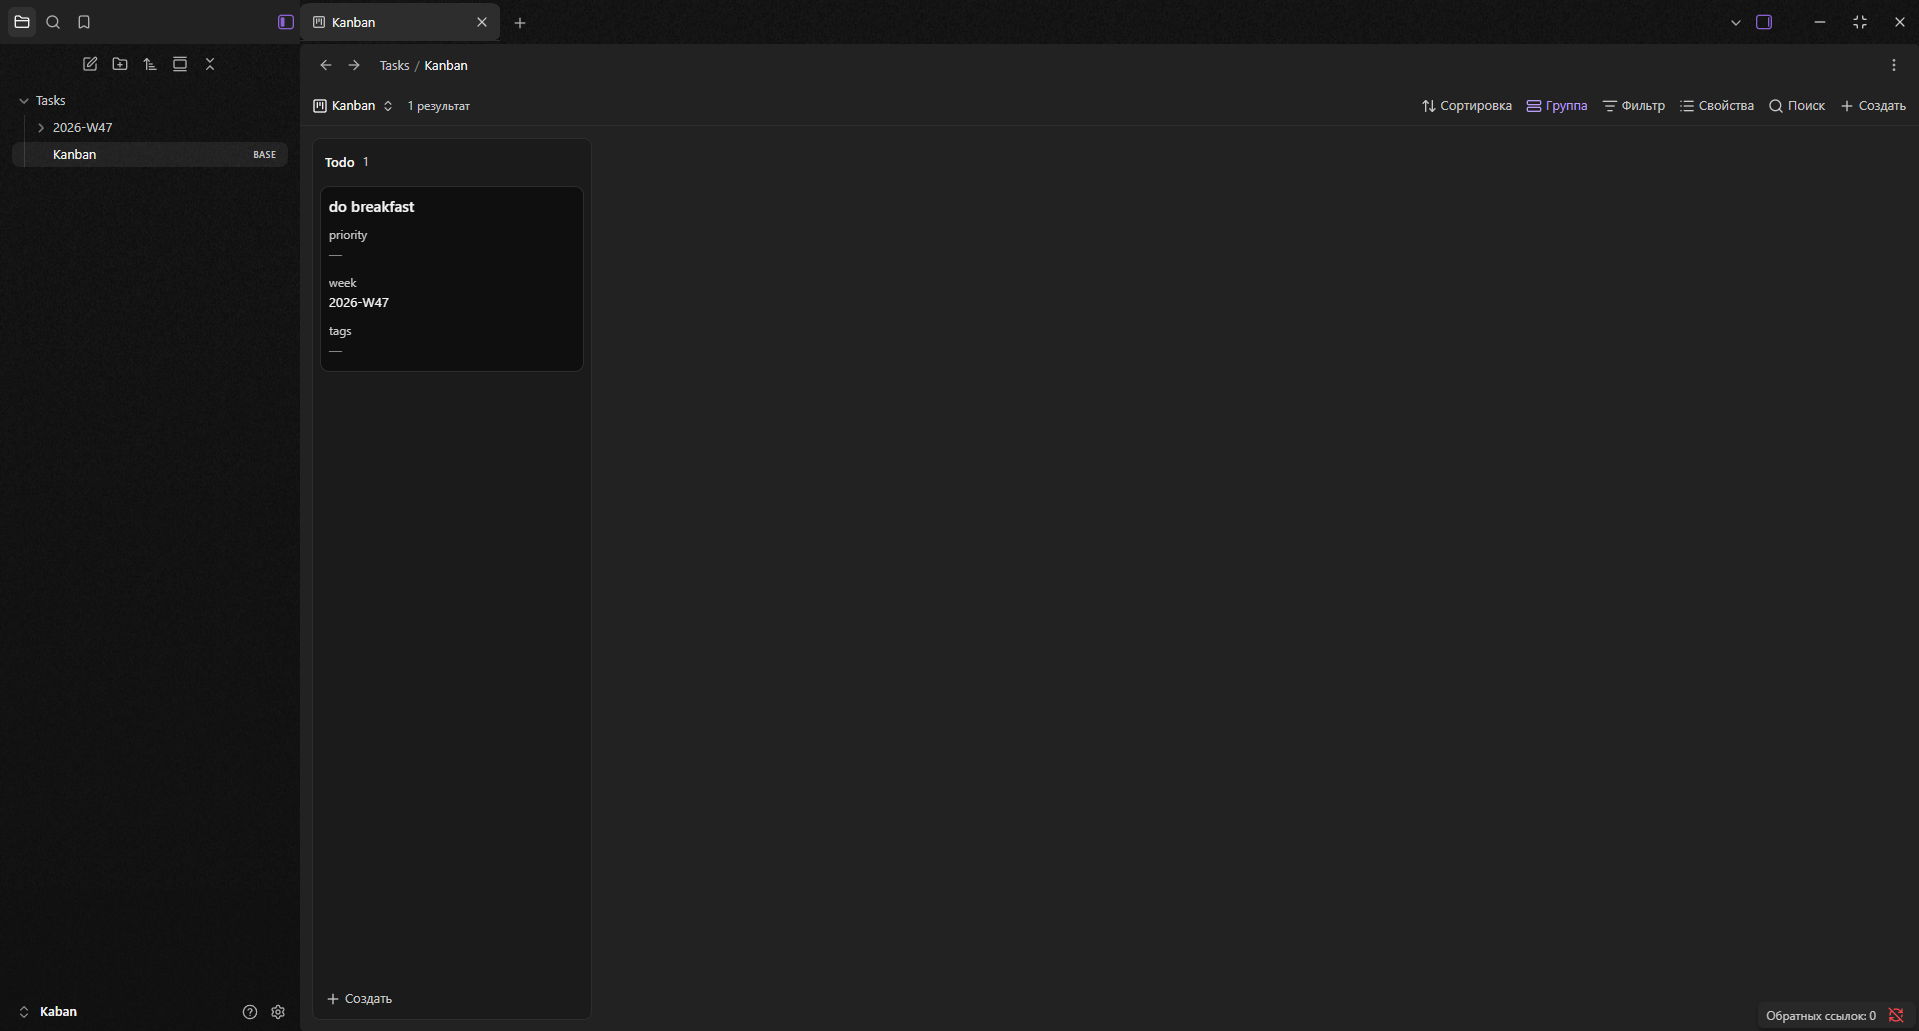 Kanban
Tasks / Kanban
Tasks
2026-W47
Kanban BASE
Kanban 1 результат Сортировка Группа Фильтр Свойства Поиск Создать
Todo 1
do breakfast
priority
—
week
2026-W47
tags
—
Создать
Kaban
Обратных ссылок: 0